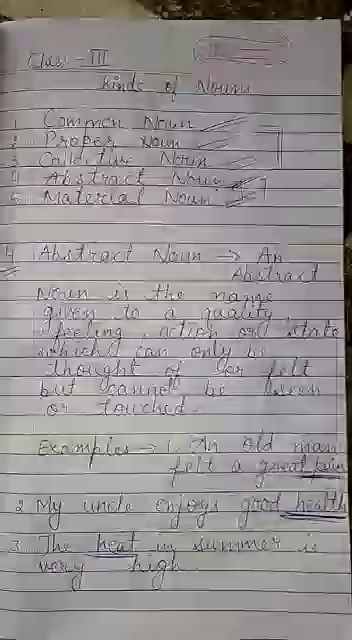 Class - III
Kinds of Nouns
1 Common Noun
2 Proper Noun
3 Collective Noun
4 Abstract Noun
5 Material Noun
4 Abstract Noun → An
Abstract
Noun is the name
given to a quality,
feeling, action or state
which can only be
thought of or felt
but cannot be seen
or touched.
Examples → 1. An old man
felt a great pain
2 My uncle enjoys good health
3 The heat in summer is
very high.